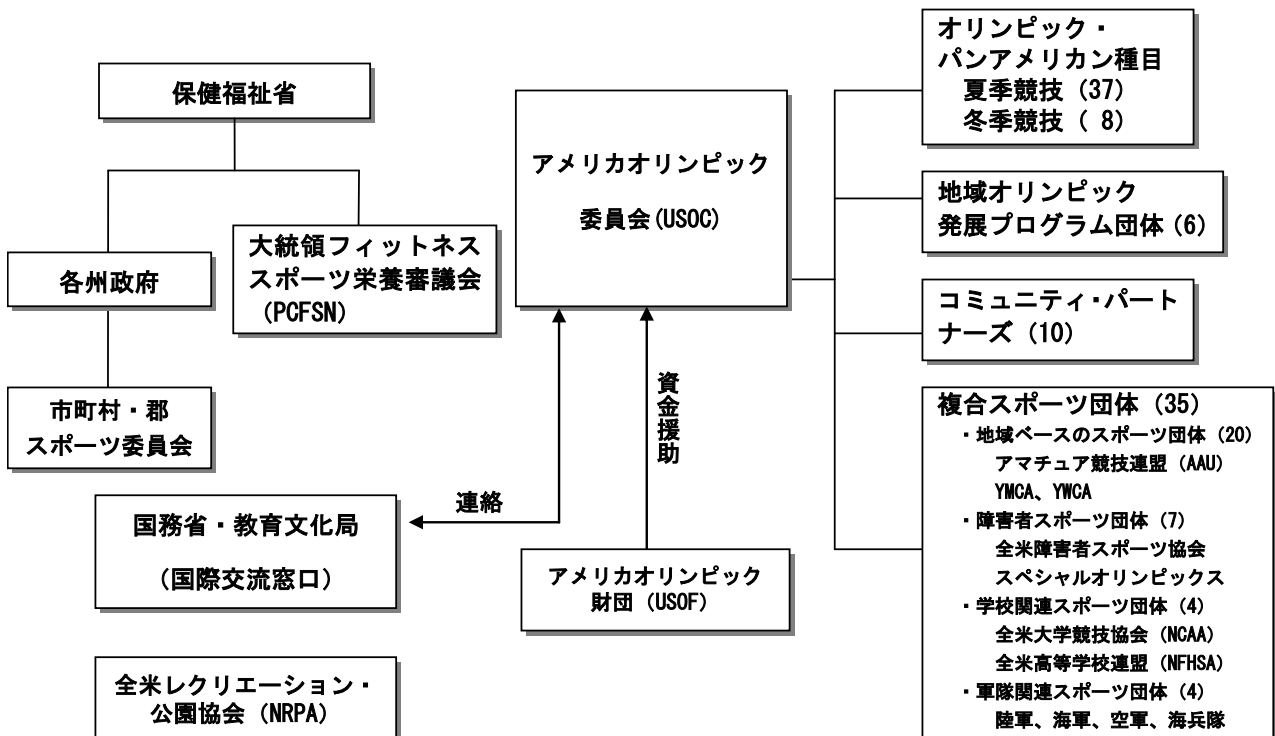 保健福祉省
各州政府
大統領フィットネス
スポーツ栄養審議会
(PCFSN)
市町村・郡
スポーツ委員会
国務省・教育文化局
(国際交流窓口)
全米レクリエーション・
公園協会 (NRPA)
連絡
アメリカオリンピック
委員会(USOC)
資金援助
アメリカオリンピック
財団 (USOF)
オリンピック・
パンアメリカン種目
夏季競技 (37)
冬季競技 ( 8)
地域オリンピック
発展プログラム団体 (6)
コミュニティ・パート
ナーズ (10)
複合スポーツ団体 (35)
・地域ベースのスポーツ団体 (20)
アマチュア競技連盟 (AAU)
YMCA、YWCA
・障害者スポーツ団体 (7)
全米障害者スポーツ協会
スペシャルオリンピックス
・学校関連スポーツ団体 (4)
全米大学競技協会 (NCAA)
全米高等学校連盟 (NFHSA)
・軍隊関連スポーツ団体 (4)
陸軍、海軍、空軍、海兵隊